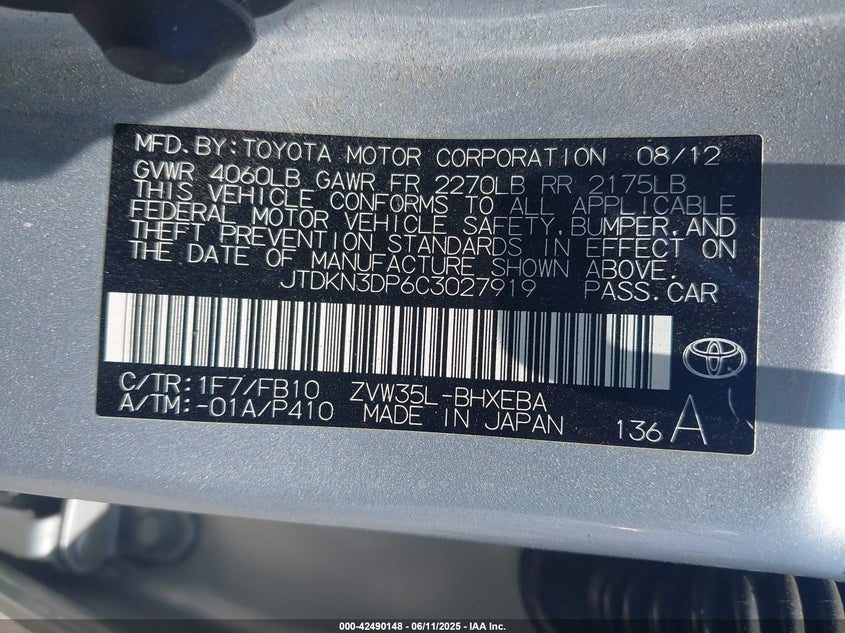 MFD.BY:TOYOTA MOTOR CORPORATION 08/12
GVWR 4060LB GAWR FR 2270LB RR 2175LB
THIS VEHICLE CONFORMS TO ALL APPLICABLE
FEDERAL MOTOR VEHICLE SAFETY,BUMPER,AND
THEFT PREVENTION STANDARDS IN EFFECT ON
THE DATE OF MANUFACTURE SHOWN ABOVE.
JTDKN3DP6C3027919 PASS.CAR
C/TR:1F7/FB10 ZVW35L-BHXEBA
A/TM:-01A/P410 MADE IN JAPAN 136A
000-42490148 - 06/11/2025 - IAA Inc.